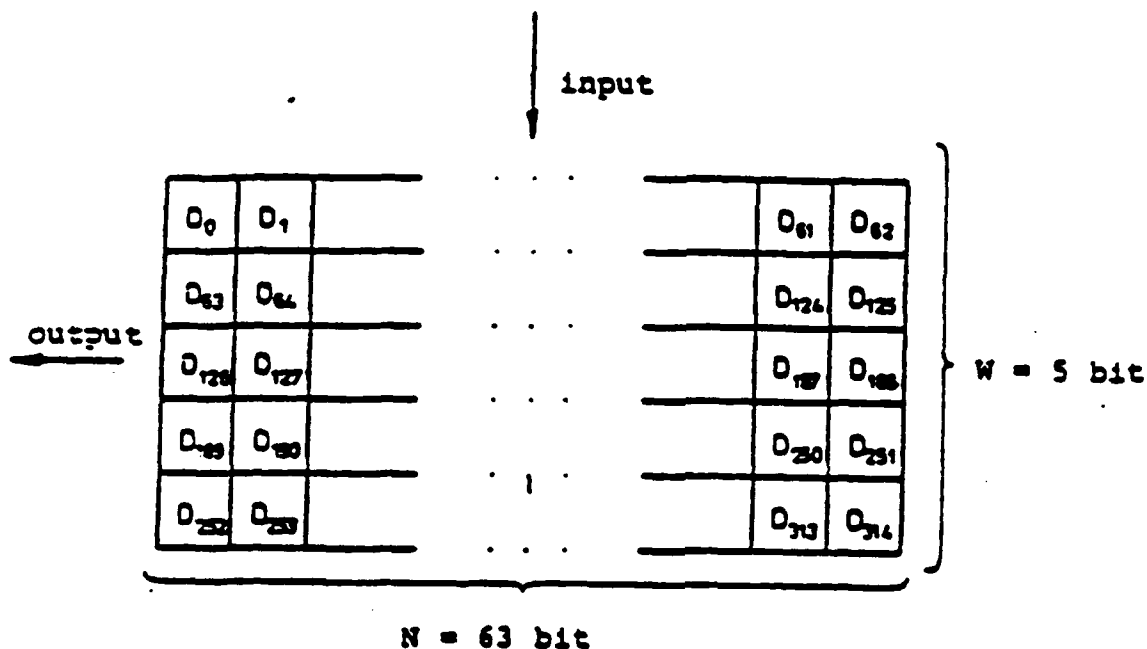 input
D₀ D₁ D₆₁ D₆₂
D₆₃ D₆₄ D₁₂₄ D₁₂₅
output
D₁₂₆ D₁₂₇ D₁₈₇ D₁₈₈
W = 5 bit
D₁₈₉ D₁₉₀ D₂₅₀ D₂₅₁
D₂₅₂ D₂₅₃ D₃₁₃ D₃₁₄
N = 63 bit